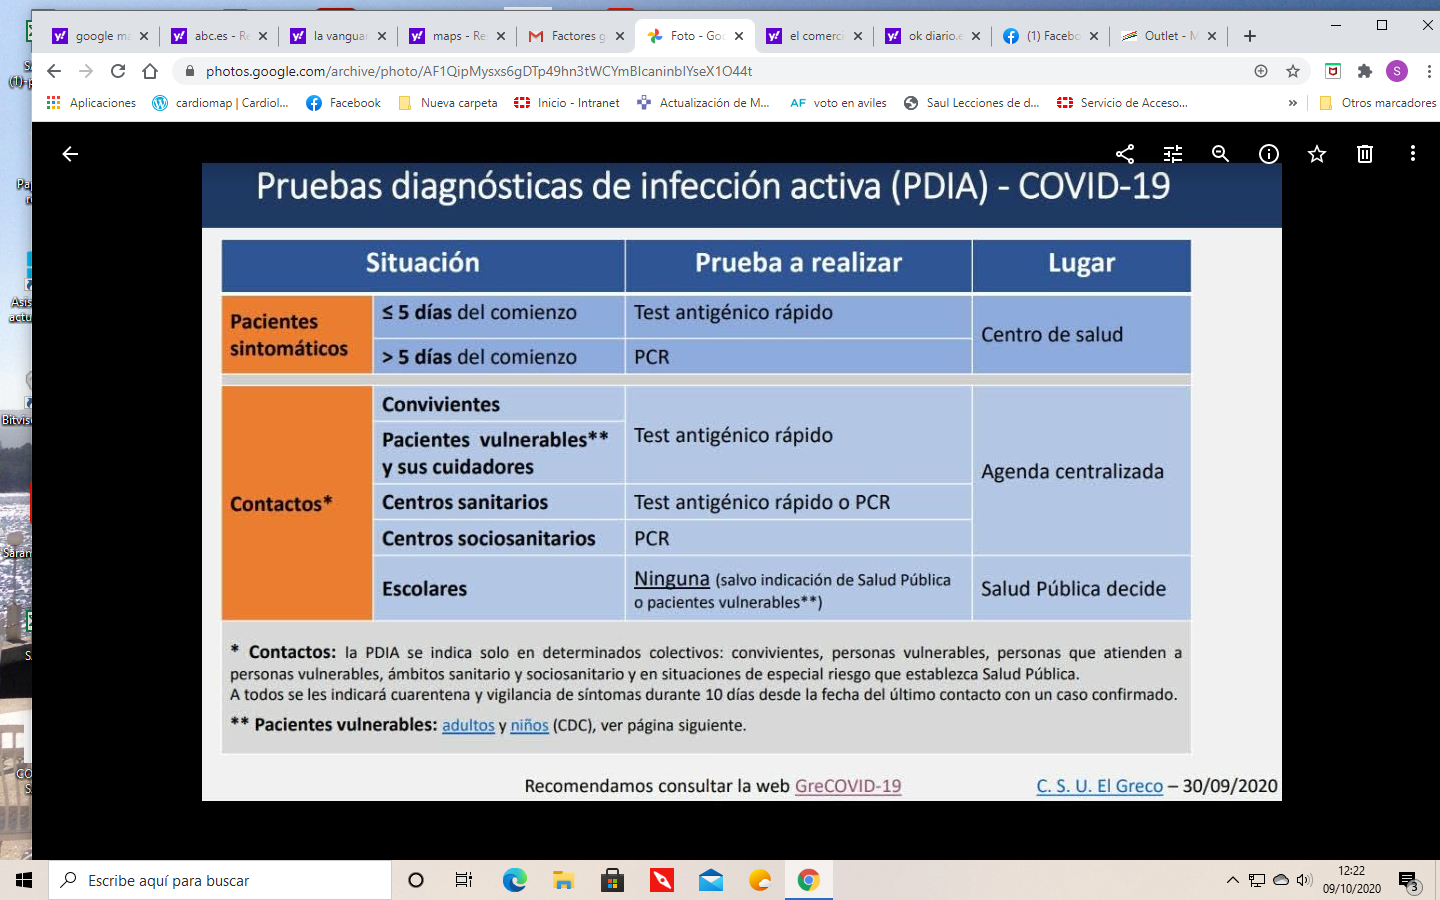 google ma
abc.es - Re
la vanguar
maps - Re
Factores g
Foto - Goo
el comerci
ok diario.e
(1) Facebo
Outlet - M
photos.google.com/archive/photo/AF1QipMysxs6gDTp49hn3tWCYmBIcaninbIYseX1O44t
S
Aplicaciones
cardiomap | Cardiol...
Facebook
Nueva carpeta
Inicio - Intranet
Actualización de M...
AF voto en aviles
Saul Lecciones de d...
Servicio de Acceso...
»
Otros marcadores
Pruebas diagnósticas de infección activa (PDIA) - COVID-19
Situación Prueba a realizar Lugar
Pacientes sintomáticos
≤ 5 días del comienzo Test antigénico rápido
Centro de salud
> 5 días del comienzo PCR
Contactos*
Convivientes
Pacientes vulnerables**
y sus cuidadores
Test antigénico rápido
Agenda centralizada
Centros sanitarios Test antigénico rápido o PCR
Centros sociosanitarios PCR
Escolares
Ninguna (salvo indicación de Salud Pública
o pacientes vulnerables**)
Salud Pública decide
* Contactos: la PDIA se indica solo en determinados colectivos: convivientes, personas vulnerables, personas que atienden a
personas vulnerables, ámbitos sanitario y sociosanitario y en situaciones de especial riesgo que establezca Salud Pública.
A todos se les indicará cuarentena y vigilancia de síntomas durante 10 días desde la fecha del último contacto con un caso confirmado.
** Pacientes vulnerables: adultos y niños (CDC), ver página siguiente.
Recomendamos consultar la web GreCOVID-19
C. S. U. El Greco – 30/09/2020
Escribe aquí para buscar
12:22
09/10/2020
3